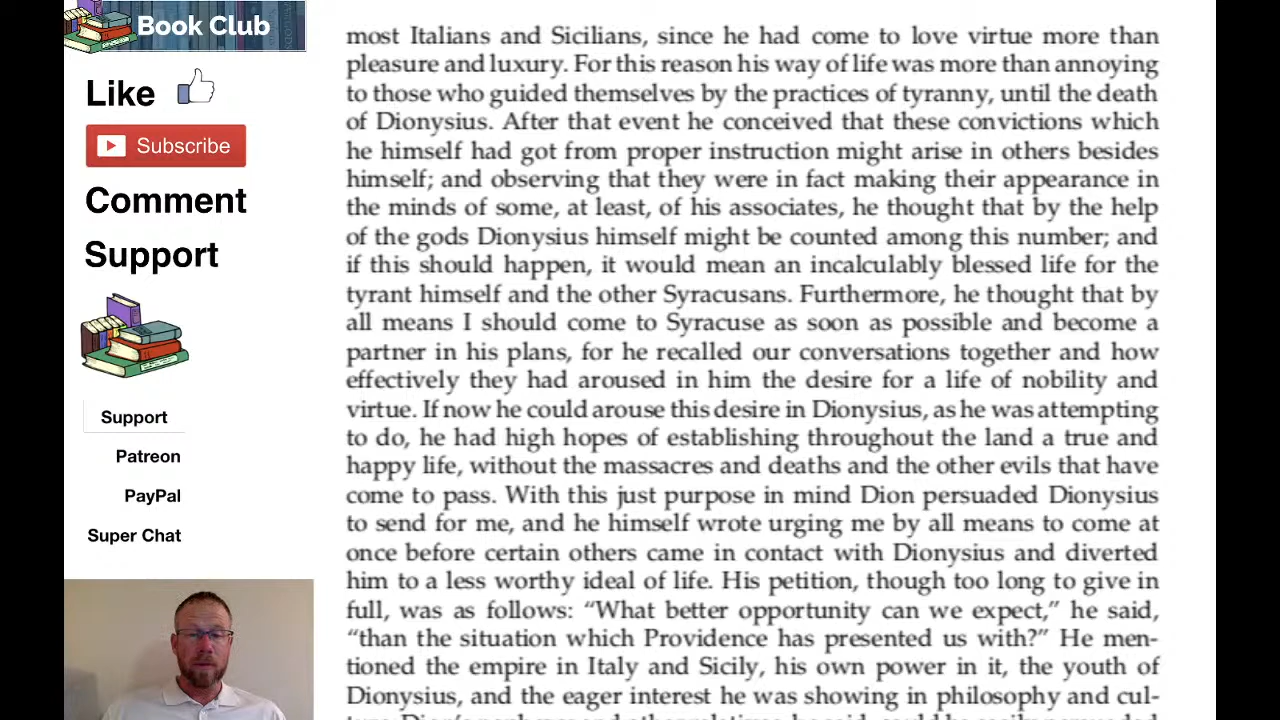 Book Club
Like
Subscribe
Comment
Support
Support
Patreon
PayPal
Super Chat
most Italians and Sicilians, since he had come to love virtue more than
pleasure and luxury. For this reason his way of life was more than annoying
to those who guided themselves by the practices of tyranny, until the death
of Dionysius. After that event he conceived that these convictions which
he himself had got from proper instruction might arise in others besides
himself; and observing that they were in fact making their appearance in
the minds of some, at least, of his associates, he thought that by the help
of the gods Dionysius himself might be counted among this number; and
if this should happen, it would mean an incalculably blessed life for the
tyrant himself and the other Syracusans. Furthermore, he thought that by
all means I should come to Syracuse as soon as possible and become a
partner in his plans, for he recalled our conversations together and how
effectively they had aroused in him the desire for a life of nobility and
virtue. If now he could arouse this desire in Dionysius, as he was attempting
to do, he had high hopes of establishing throughout the land a true and
happy life, without the massacres and deaths and the other evils that have
come to pass. With this just purpose in mind Dion persuaded Dionysius
to send for me, and he himself wrote urging me by all means to come at
once before certain others came in contact with Dionysius and diverted
him to a less worthy ideal of life. His petition, though too long to give in
full, was as follows: “What better opportunity can we expect,” he said,
“than the situation which Providence has presented us with?” He men-
tioned the empire in Italy and Sicily, his own power in it, the youth of
Dionysius, and the eager interest he was showing in philosophy and cul-